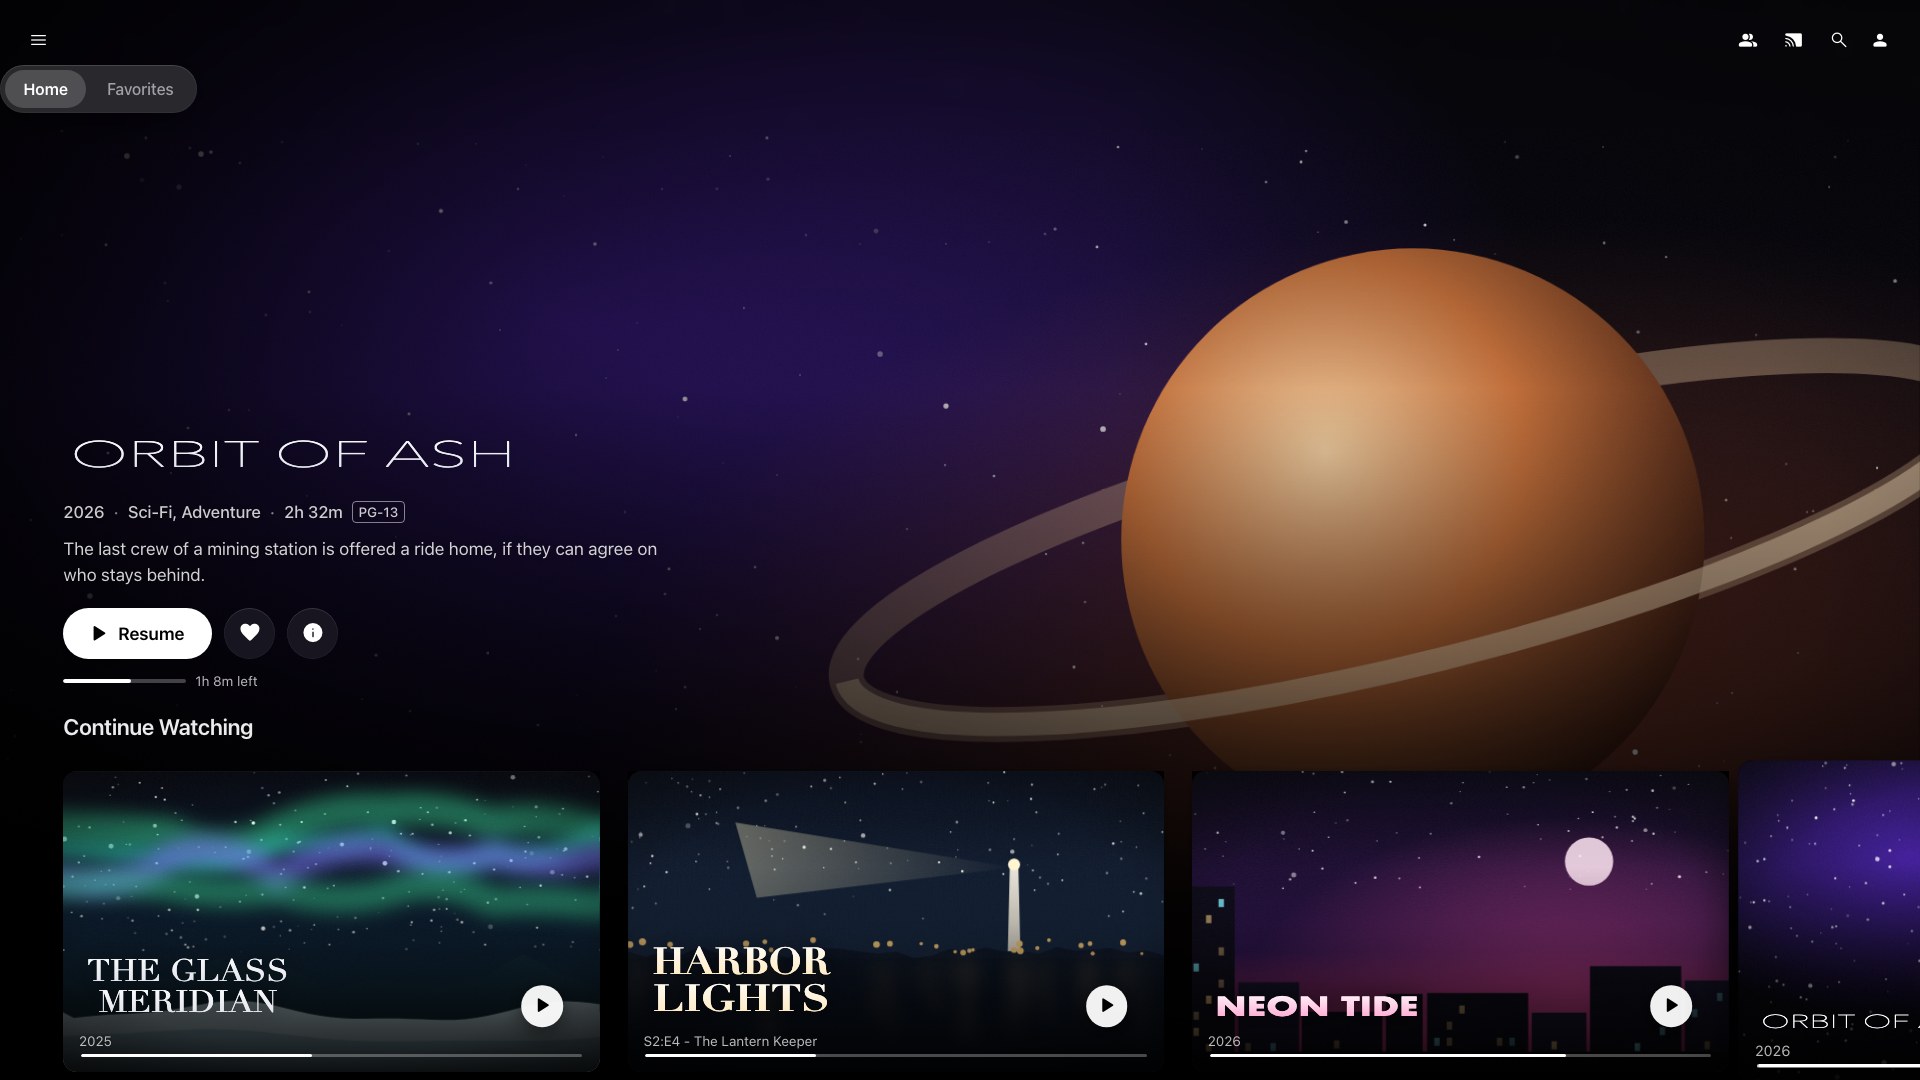 Home
Favorites
ORBIT OF ASH
2026 · Sci-Fi, Adventure · 2h 32m PG-13
The last crew of a mining station is offered a ride home, if they can agree on
who stays behind.
Resume
1h 8m left
Continue Watching
THE GLASS
MERIDIAN
2025
HARBOR
LIGHTS
S2:E4 - The Lantern Keeper
NEON TIDE
2026
ORBIT OF
2026